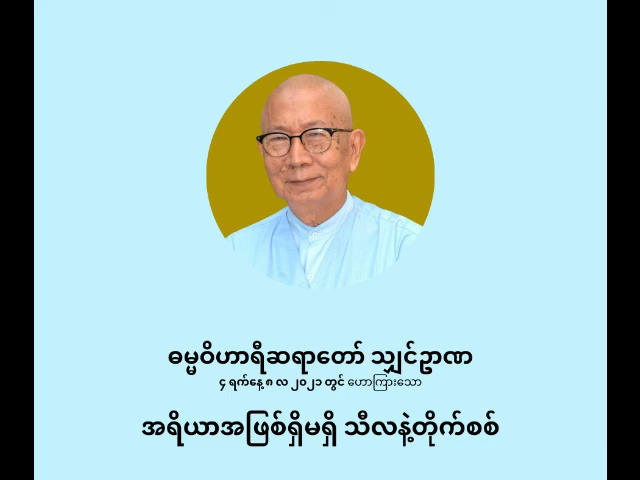 ဓမ္မဝိဟာရီဆရာတော် သျှင်ဥာဏ
၄ ရက်နေ့ ၈ လ ၂၀၂၁ တွင် ဟောကြားသော
အရိယာအဖြစ်ရှိမရှိ သီလနဲ့တိုက်စစ်